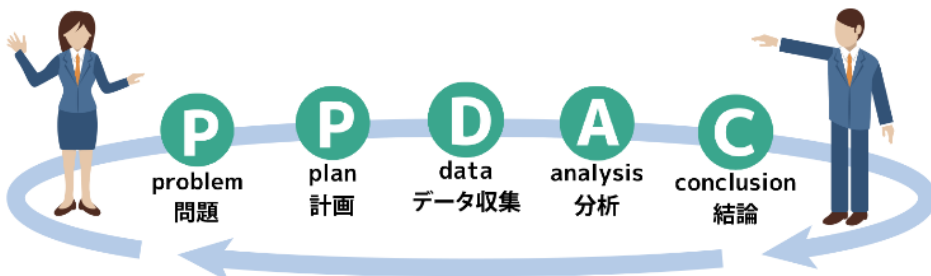 P P D A C
problem plan data analysis conclusion
問題 計画 データ収集 分析 結論